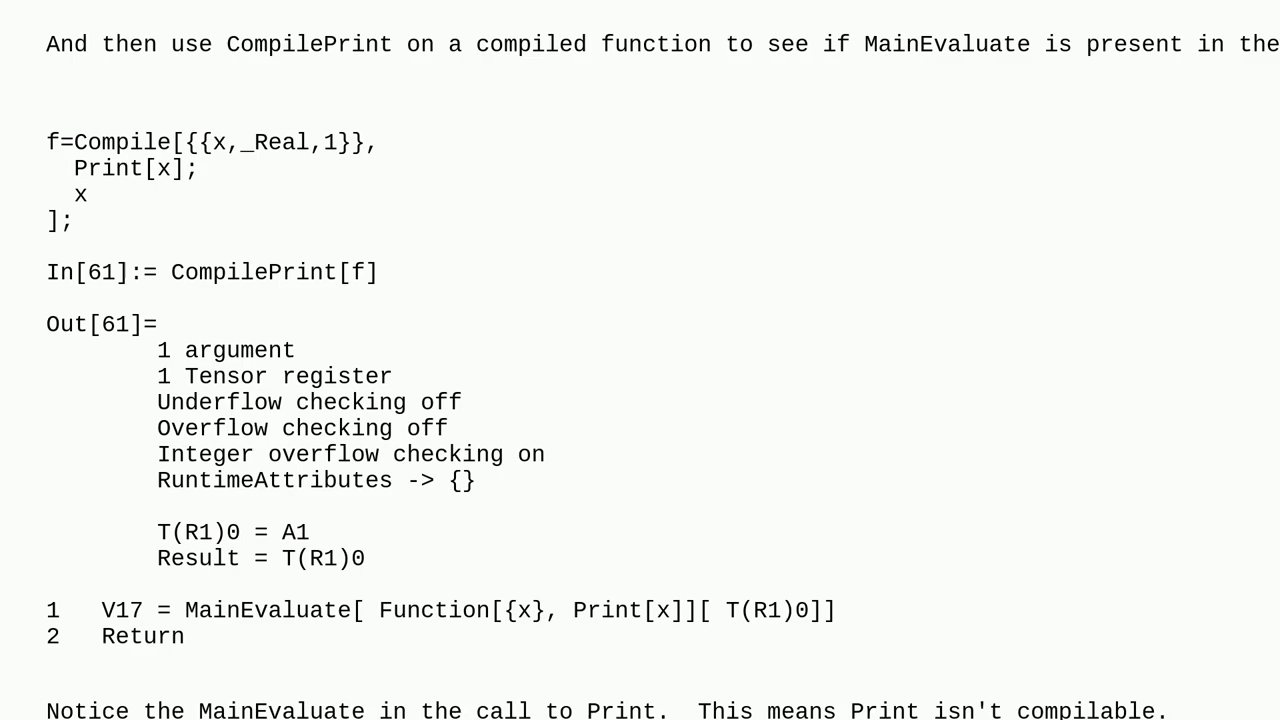 And then use CompilePrint on a compiled function to see if MainEvaluate is present in the
f=Compile[{{x,_Real,1}},
Print[x];
x
];
In[61]:= CompilePrint[f]
Out[61]=
1 argument
1 Tensor register
Underflow checking off
Overflow checking off
Integer overflow checking on
RuntimeAttributes -> {}
T(R1)0 = A1
Result = T(R1)0
1   V17 = MainEvaluate[ Function[{x}, Print[x]][ T(R1)0]]
2   Return
Notice the MainEvaluate in the call to Print.  This means Print isn't compilable.